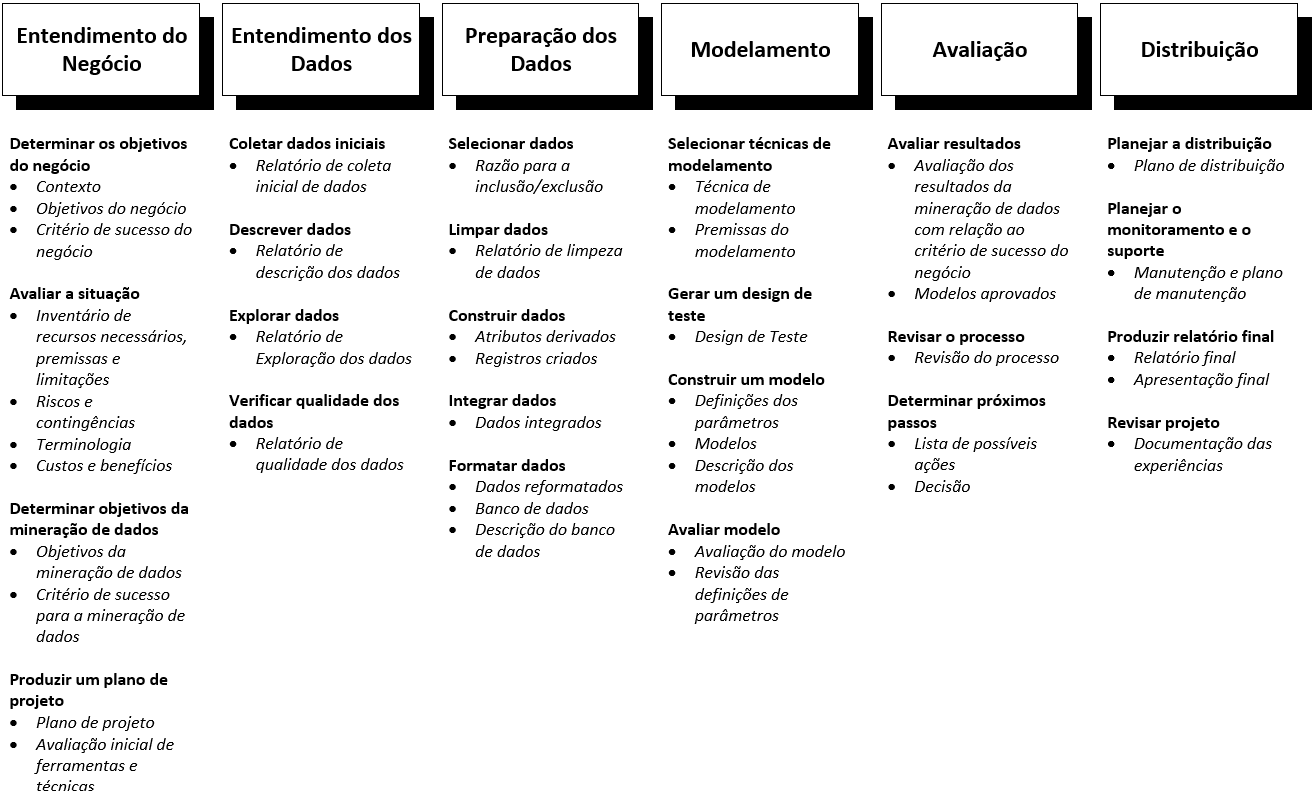 Entendimento do
Negócio
Determinar os objetivos
do negócio
• Contexto
• Objetivos do negócio
• Critério de sucesso do
negócio
Avaliar a situação
• Inventário de
recursos necessários,
premissas e
limitações
• Riscos e
contingências
• Terminologia
• Custos e benefícios
Determinar objetivos da
mineração de dados
• Objetivos da
mineração de dados
• Critério de sucesso
para a mineração de
dados
Produzir um plano de
projeto
• Plano de projeto
• Avaliação inicial de
ferramentas e
técnicas
Entendimento dos
Dados
Coletar dados iniciais
• Relatório de coleta
inicial de dados
Descrever dados
• Relatório de
descrição dos dados
Explorar dados
• Relatório de
Exploração dos dados
Verificar qualidade dos
dados
• Relatório de
qualidade dos dados
Preparação dos
Dados
Selecionar dados
• Razão para a
inclusão/exclusão
Limpar dados
• Relatório de limpeza
de dados
Construir dados
• Atributos derivados
• Registros criados
Integrar dados
• Dados integrados
Formatar dados
• Dados reformatados
• Banco de dados
• Descrição do banco
de dados
Modelamento
Selecionar técnicas de
modelamento
• Técnica de
modelamento
• Premissas do
modelamento
Gerar um design de
teste
• Design de Teste
Construir um modelo
• Definições dos
parâmetros
• Modelos
• Descrição dos
modelos
Avaliar modelo
• Avaliação do modelo
• Revisão das
definições de
parâmetros
Avaliação
Avaliar resultados
• Avaliação dos
resultados da
mineração de dados
com relação ao
critério de sucesso do
negócio
• Modelos aprovados
Revisar o processo
• Revisão do processo
Determinar próximos
passos
• Lista de possíveis
ações
• Decisão
Distribuição
Planejar a distribuição
• Plano de distribuição
Planejar o
monitoramento e o
suporte
• Manutenção e plano
de manutenção
Produzir relatório final
• Relatório final
• Apresentação final
Revisar projeto
• Documentação das
experiências